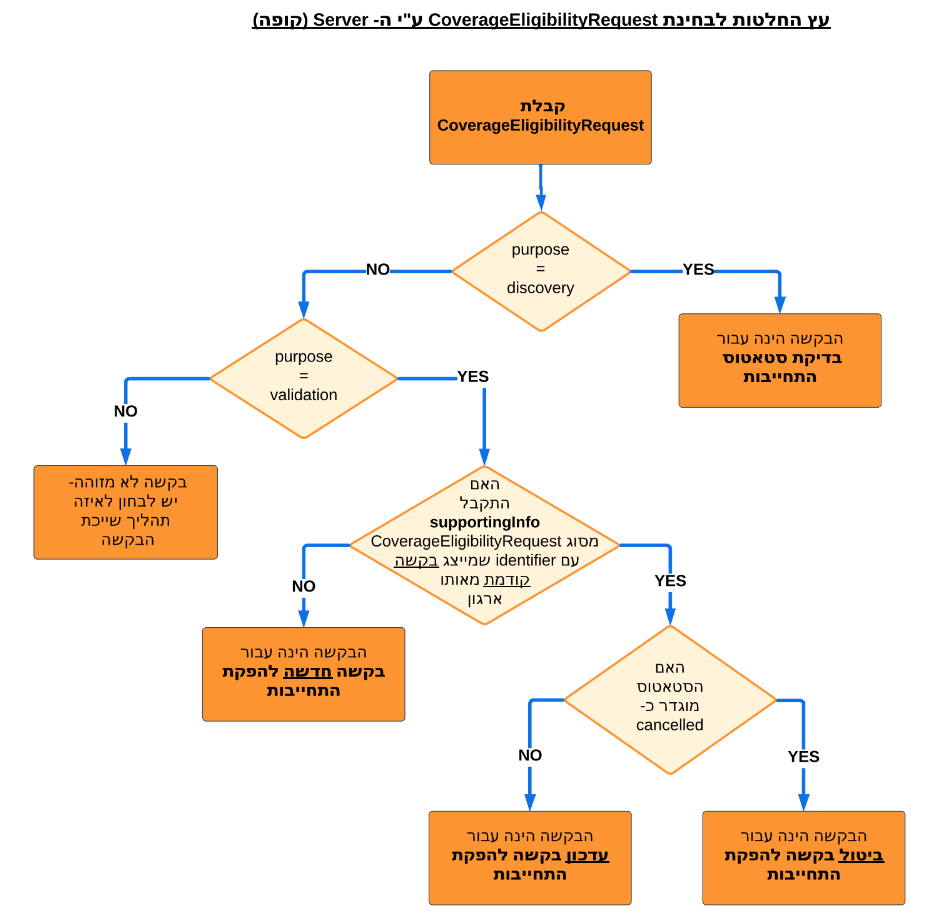 עץ החלטות לבחינת CoverageEligibilityRequest ע"י ה- Server (קופה)
קבלת
CoverageEligibilityRequest
purpose
=
discovery
NO
YES
הבקשה הינה עבור
בדיקת סטאטוס
התחייבות
purpose
=
validation
NO
YES
בקשה לא מזוהה-
יש לבחון לאיזה
תהליך שייכת
הבקשה
האם
התקבל
supportingInfo
מסוג CoverageEligibilityRequest
עם identifier שמייצג בקשה
קודמת מאותו
ארגון
NO
YES
הבקשה הינה עבור
בקשה חדשה להפקת
התחייבות
האם
הסטאטוס
מוגדר כ-
cancelled
NO
YES
הבקשה הינה עבור
עדכון בקשה להפקת
התחייבות
הבקשה הינה עבור
ביטול בקשה להפקת
התחייבות